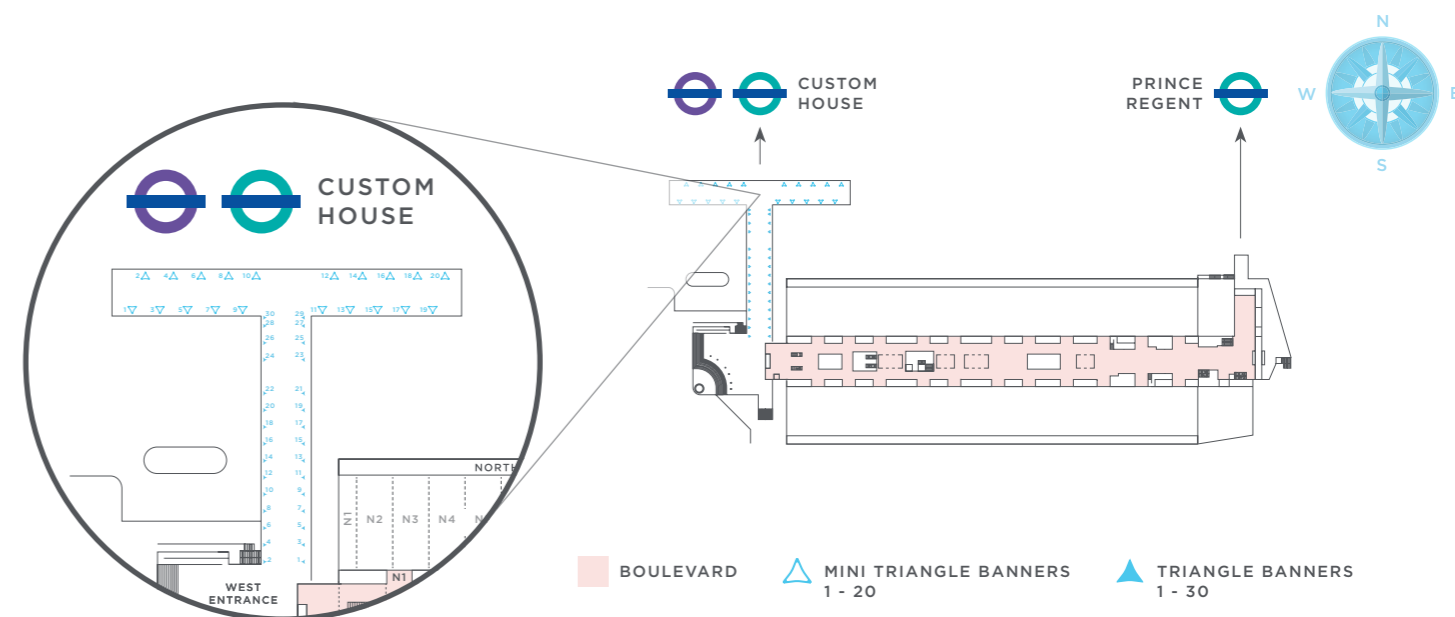 N
W
E
S
CUSTOM
HOUSE
PRINCE
REGENT
CUSTOM
HOUSE
2 4 6 8 10 12 14 16 18 20
1 3 5 7 9 11 13 15 17 19
30 29
28 27
26 25
24 23
22 21
20 19
18 17
16 15
14 13
12 11
10 9
8 7
6 5
4 3
2 1
NORTH
N1 N2 N3 N4
N1
WEST
ENTRANCE
BOULEVARD
MINI TRIANGLE BANNERS
1 - 20
TRIANGLE BANNERS
1 - 30